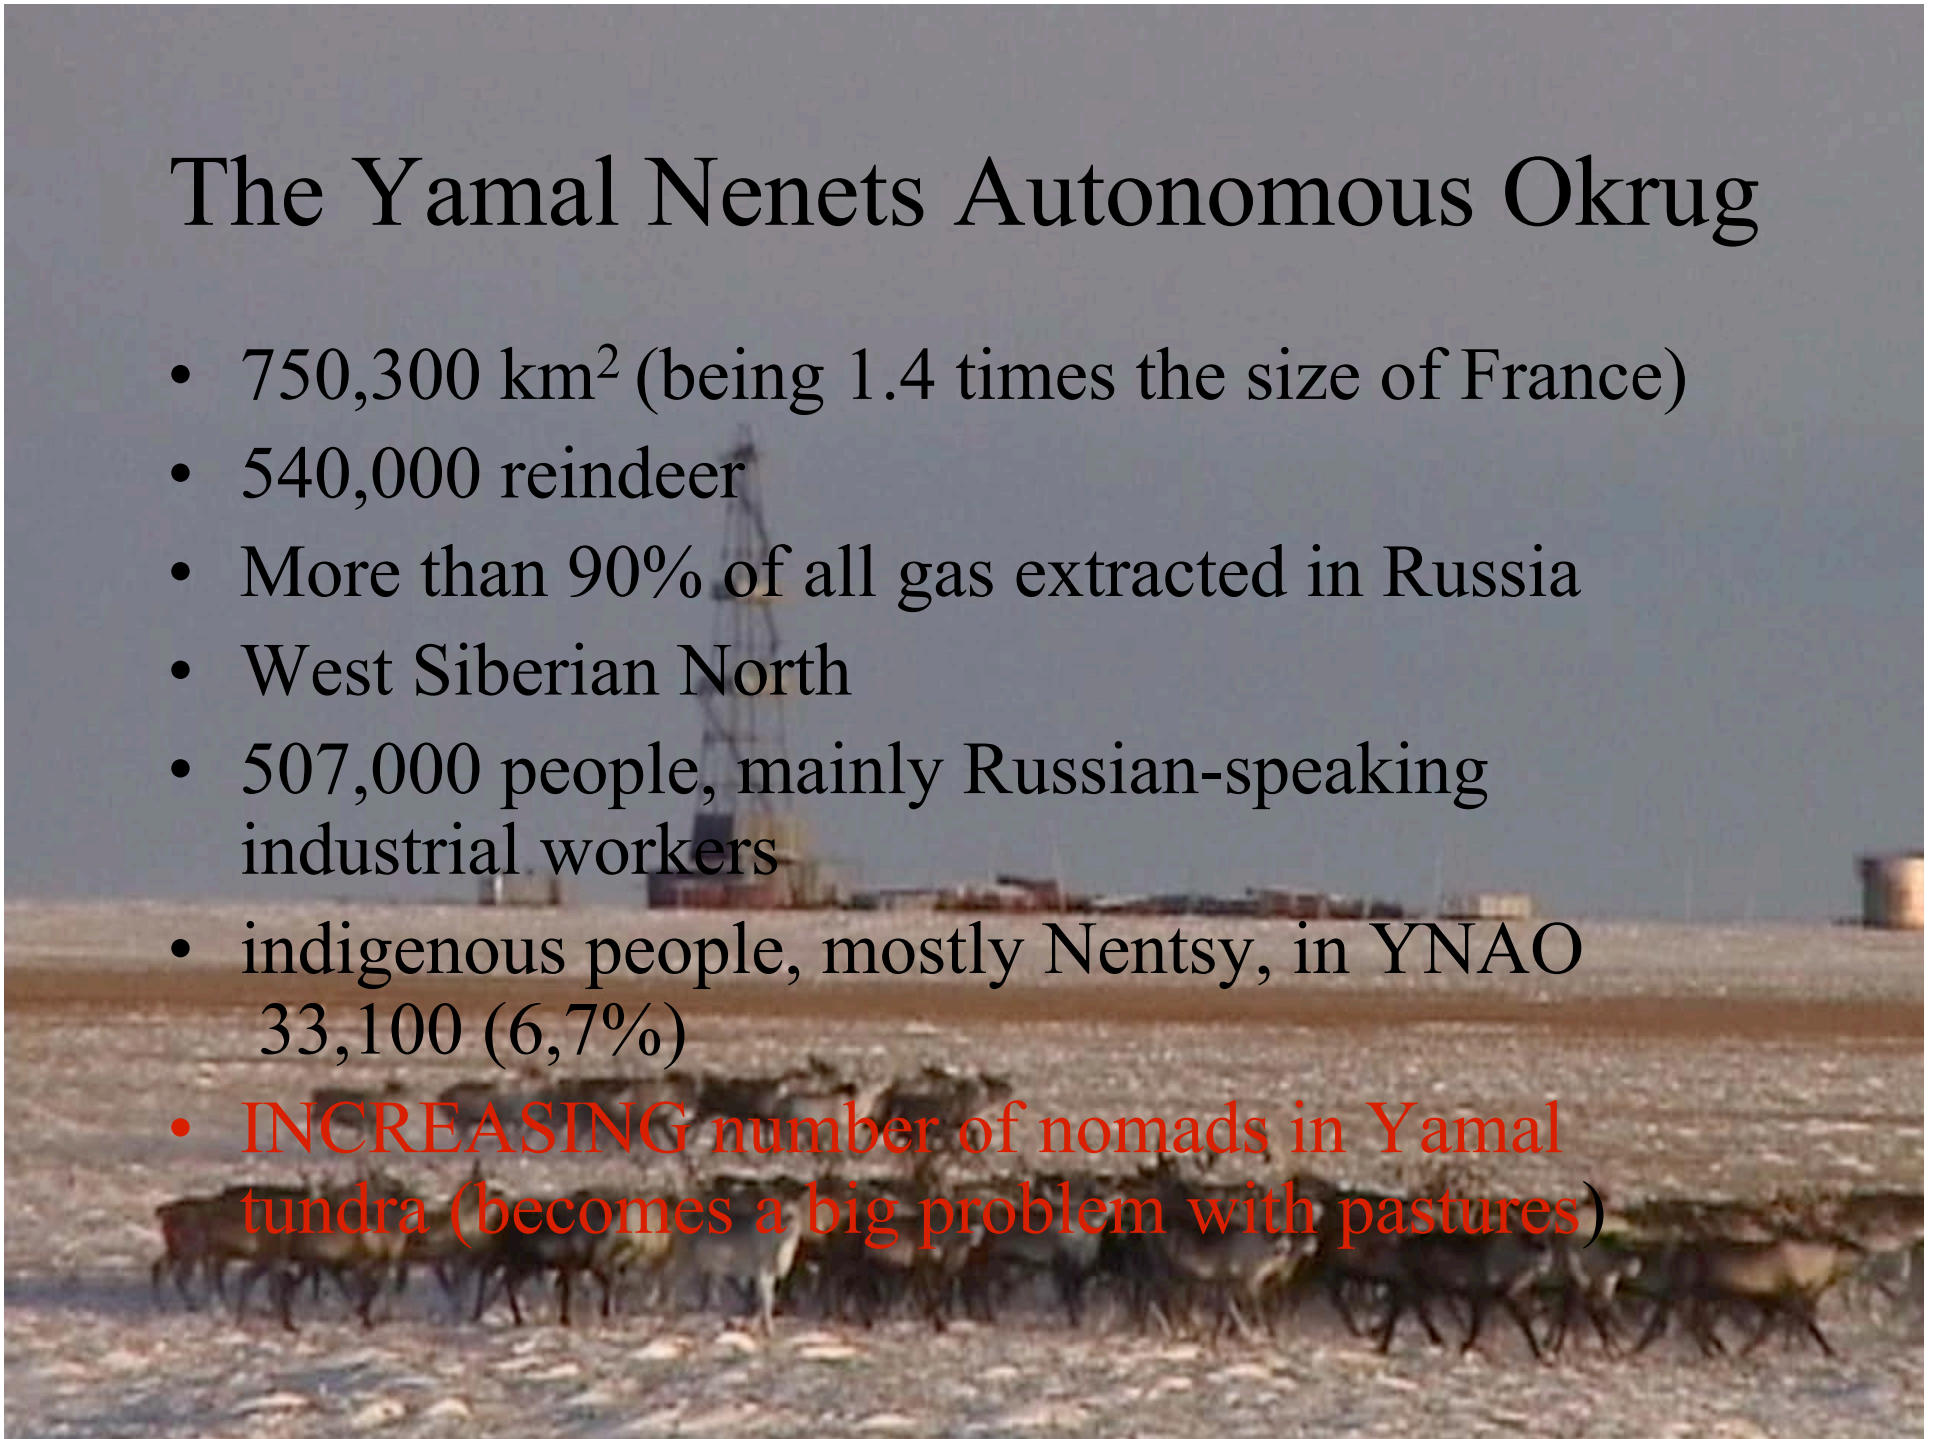 The Yamal Nenets Autonomous Okrug
• 750,300 km² (being 1.4 times the size of France)
• 540,000 reindeer
• More than 90% of all gas extracted in Russia
• West Siberian North
• 507,000 people, mainly Russian-speaking
industrial workers
• indigenous people, mostly Nentsy, in YNAO
33,100 (6,7%)
• INCREASING number of nomads in Yamal
tundra (becomes a big problem with pastures)